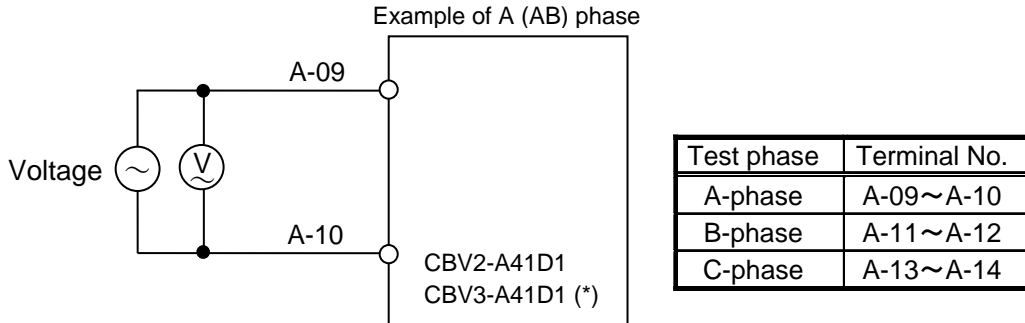 Example of A (AB) phase
A-09
Voltage
V
A-10
CBV2-A41D1
CBV3-A41D1 (*)
Test phase Terminal No.
A-phase A-09～A-10
B-phase A-11～A-12
C-phase A-13～A-14